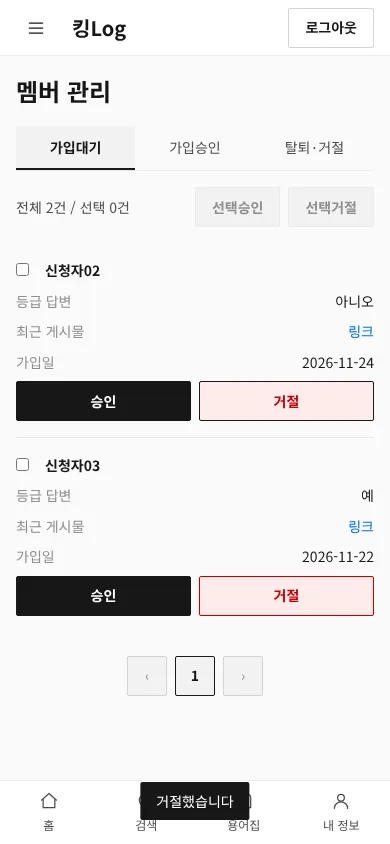 킹Log
로그아웃
멤버 관리
가입대기 가입승인 탈퇴·거절
전체 2건 / 선택 0건 선택승인 선택거절
신청자02
등급 답변 아니오
최근 게시물 링크
가입일 2026-11-24
승인 거절
신청자03
등급 답변 예
최근 게시물 링크
가입일 2026-11-22
승인 거절
‹ 1 ›
거절했습니다
홈 검색 용어집 내 정보